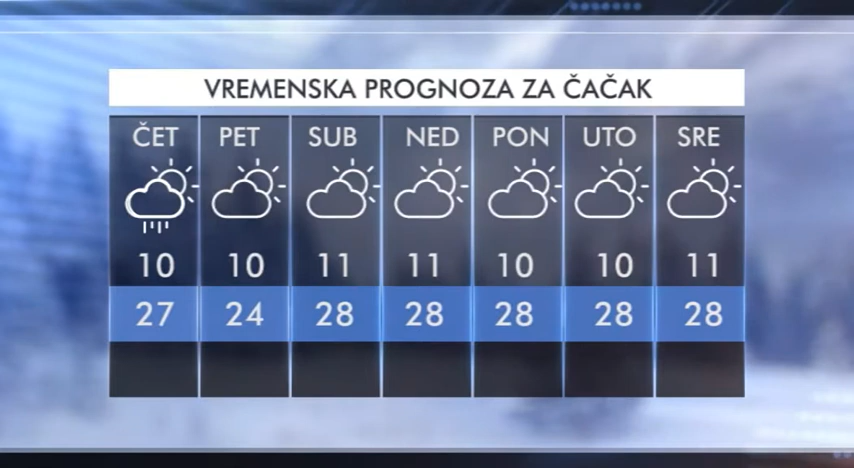 VREMENSKA PROGNOZA ZA ČAČAK
ČET PET SUB NED PON UTO SRE
10 10 11 11 10 10 11
27 24 28 28 28 28 28